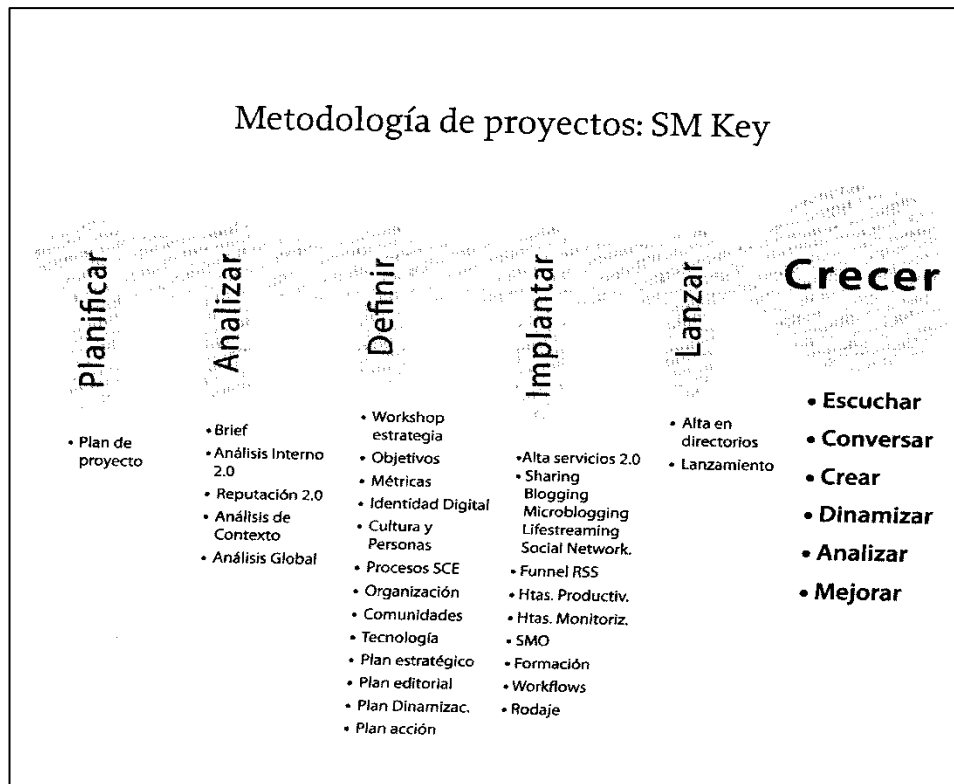 Metodología de proyectos: SM Key
Planificar
• Plan de
proyecto
Analizar
• Brief
• Análisis Interno
2.0
• Reputación 2.0
• Análisis de
Contexto
• Análisis Global
Definir
• Workshop
estrategia
• Objetivos
• Métricas
• Identidad Digital
• Cultura y
Personas
• Procesos SCE
• Organización
• Comunidades
• Tecnología
• Plan estratégico
• Plan editorial
• Plan Dinamizac.
• Plan acción
Implantar
• Alta servicios 2.0
• Sharing
Blogging
Microblogging
Lifestreaming
Social Network.
• Funnel RSS
• Htas. Productiv.
• Htas. Monitoriz.
• SMO
• Formación
• Workflows
• Rodaje
Lanzar
• Alta en
directorios
• Lanzamiento
Crecer
• Escuchar
• Conversar
• Crear
• Dinamizar
• Analizar
• Mejorar